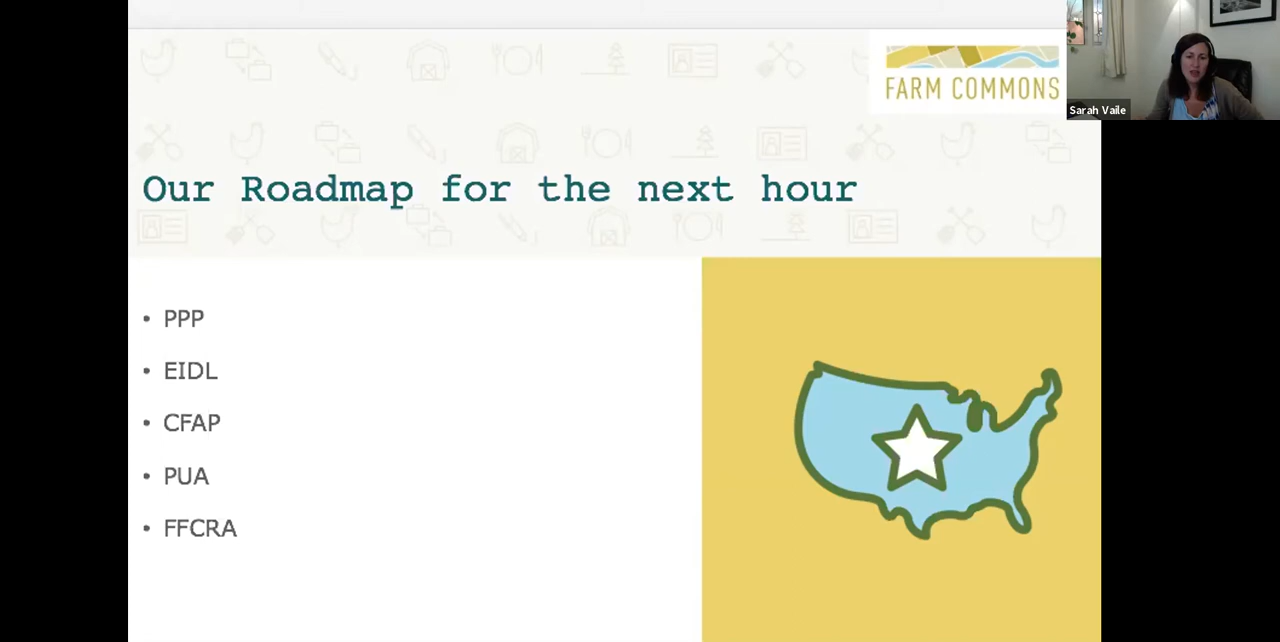 FARM COMMONS
Sarah Vaile
Our Roadmap for the next hour
• PPP
• EIDL
• CFAP
• PUA
• FFCRA